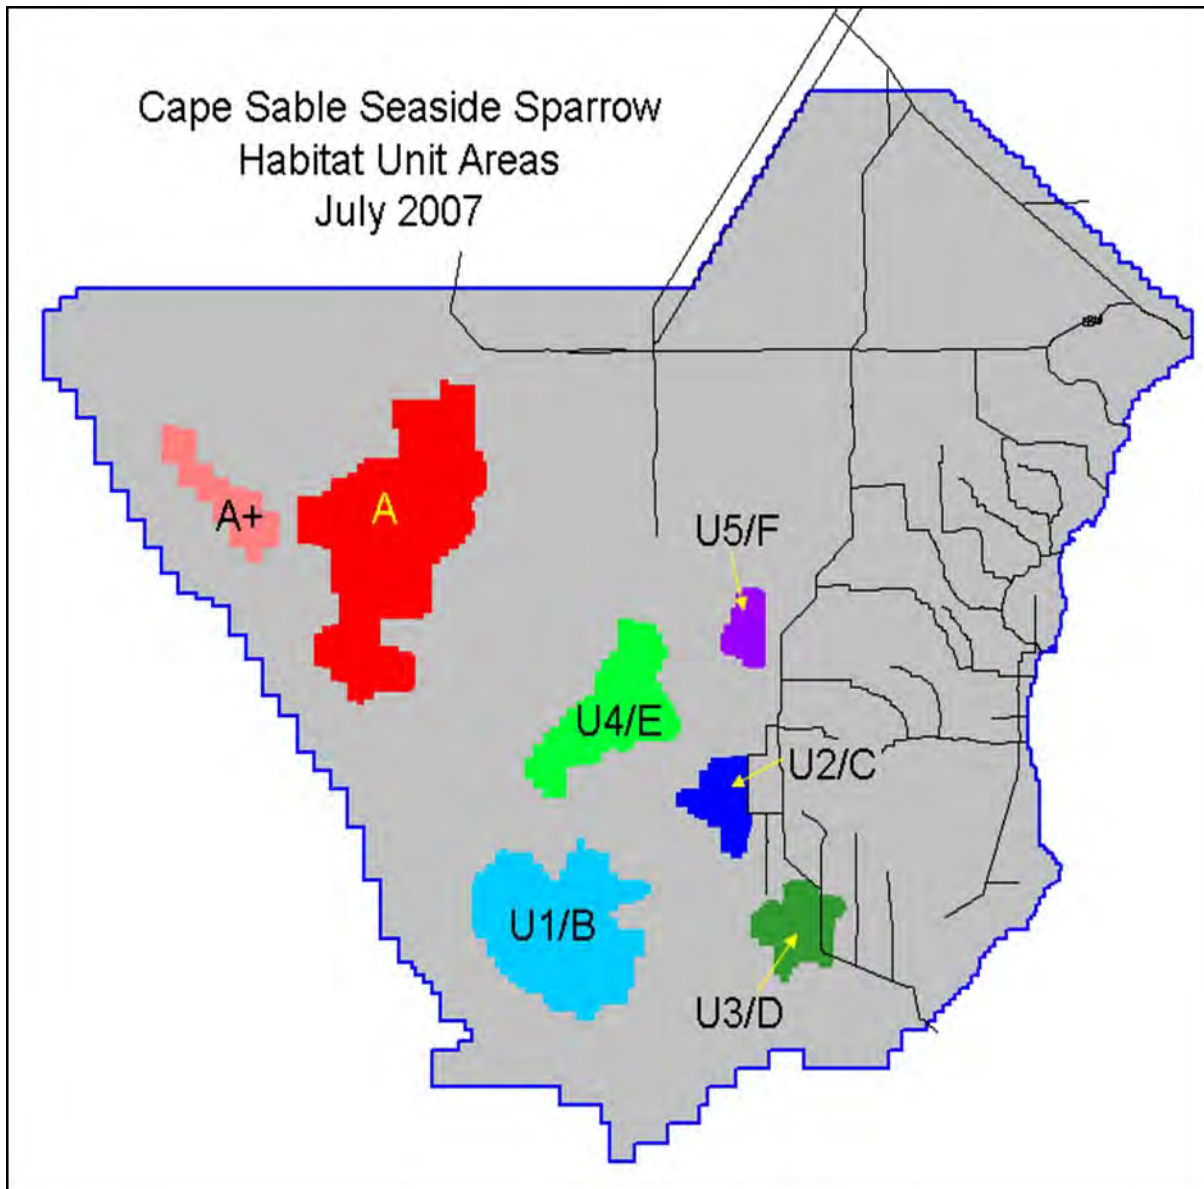 Cape Sable Seaside Sparrow
Habitat Unit Areas
July 2007
A+
A
U5/F
U4/E
U2/C
U1/B
U3/D